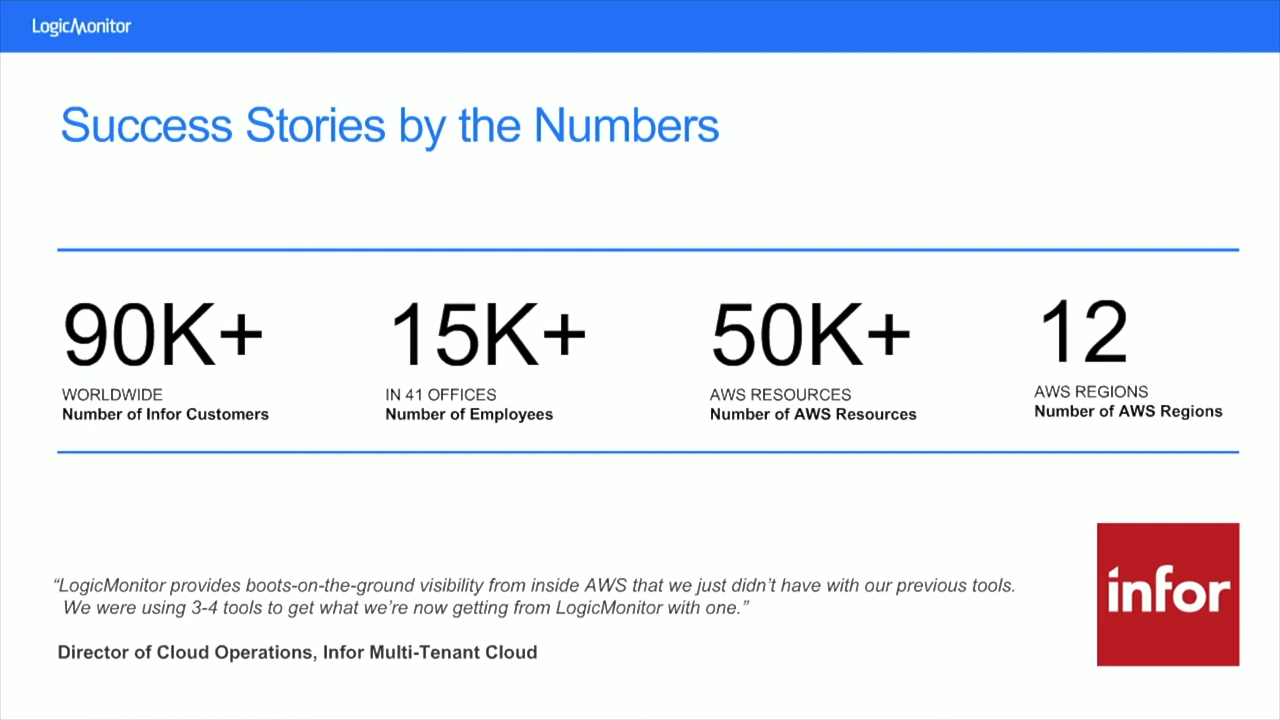 LogicMonitor
Success Stories by the Numbers
90K+
WORLDWIDE
Number of Infor Customers
15K+
IN 41 OFFICES
Number of Employees
50K+
AWS RESOURCES
Number of AWS Resources
12
AWS REGIONS
Number of AWS Regions
“LogicMonitor provides boots-on-the-ground visibility from inside AWS that we just didn’t have with our previous tools.
We were using 3-4 tools to get what we’re now getting from LogicMonitor with one.”
Director of Cloud Operations, Infor Multi-Tenant Cloud
infor